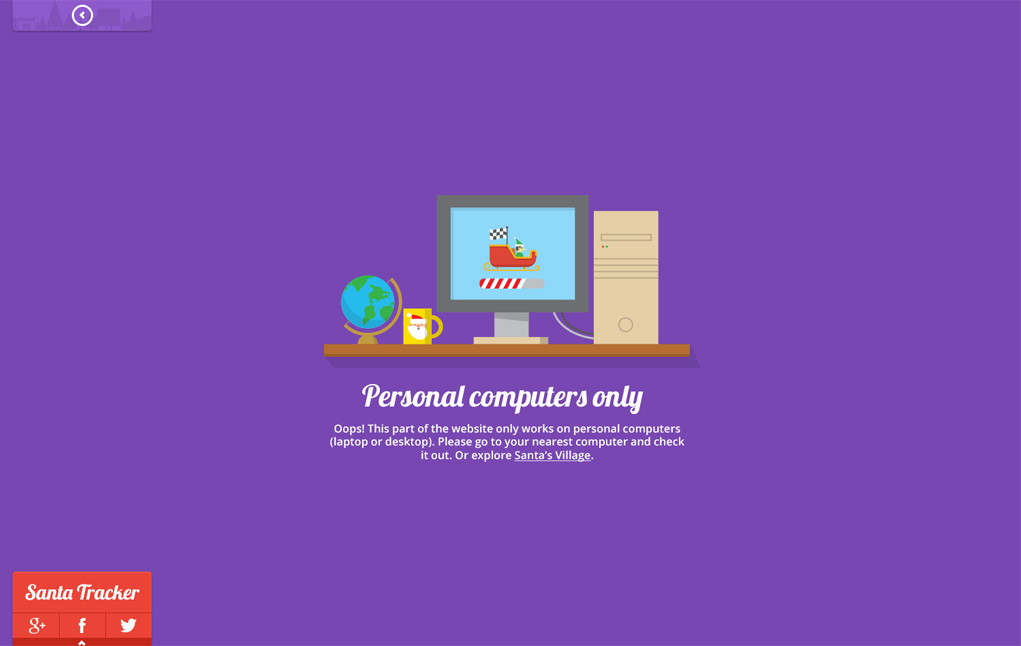 Personal computers only
Oops! This part of the website only works on personal computers
(laptop or desktop). Please go to your nearest computer and check
it out. Or explore Santa's Village.
Santa Tracker
g+ f